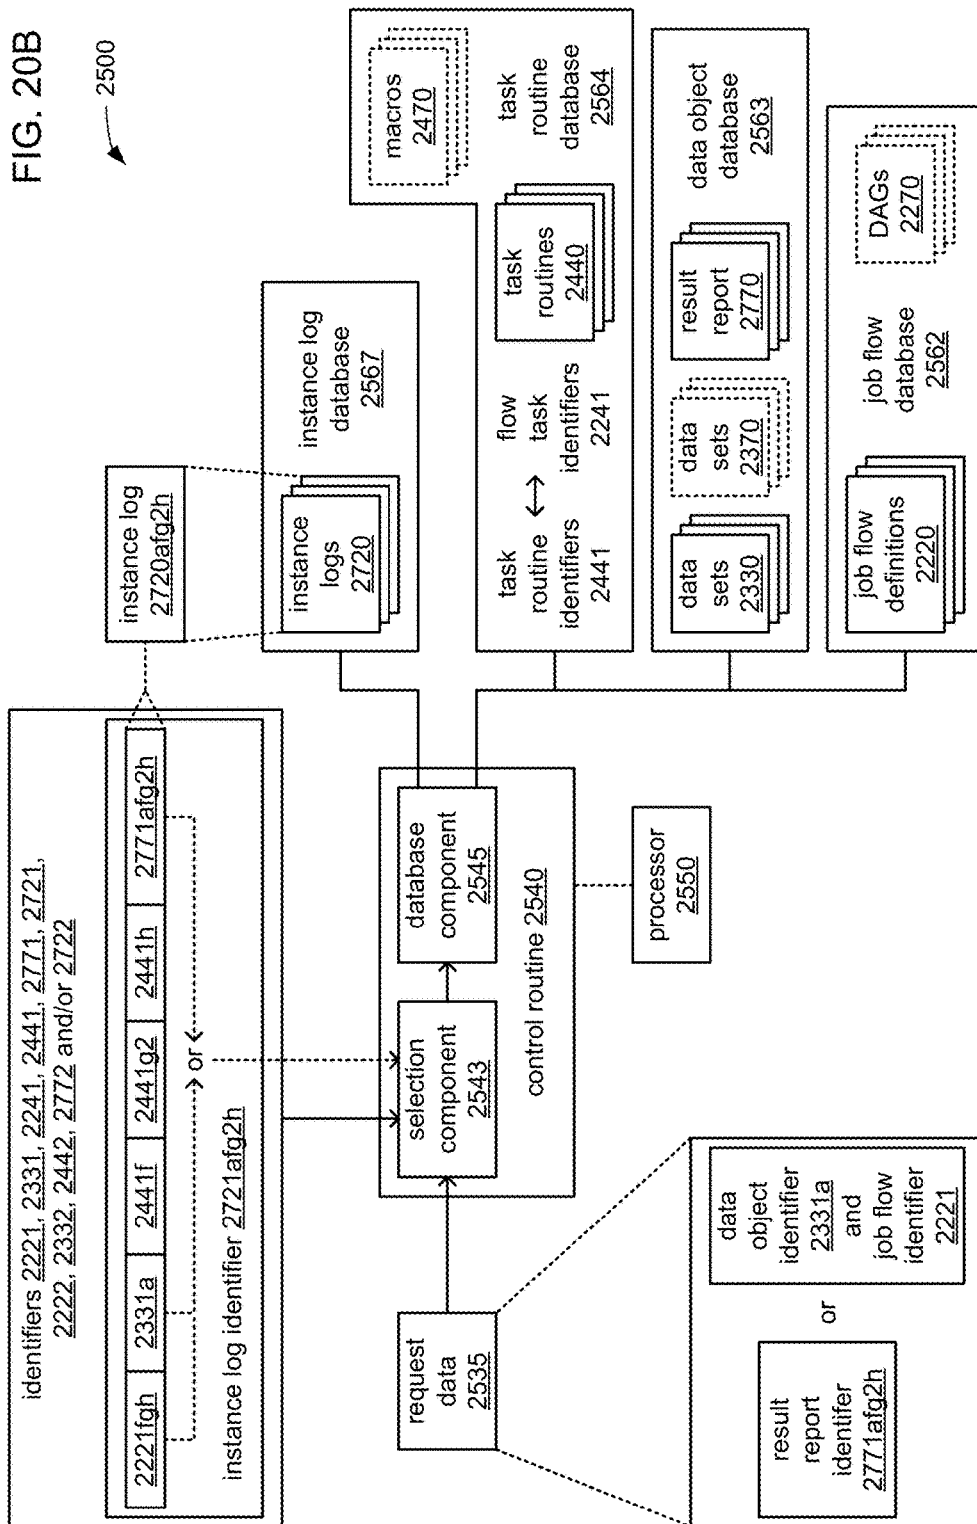 FIG. 20B
2500
identifiers 2221, 2331, 2241, 2441, 2771, 2721,
2222, 2332, 2442, 2772 and/or 2722
2221fgh
2331a
2441f
2441g2
2441h
2771afg2h
or
instance log identifier 2721afg2h
instance log
2720afg2h
instance
logs
2720
instance log
database
2567
request
data
2535
selection
component
2543
database
component
2545
control routine 2540
processor
2550
task
routine
identifiers
2441
flow
task
identifiers
2241
task
routines
2440
macros
2470
task
routine
database
2564
data
sets
2330
data
sets
2370
result
report
2770
data object
database
2563
job flow
definitions
2220
job flow
database
2562
DAGs
2270
result
report
identifer
2771afg2h
or
data
object
identifier
2331a
and
job flow
identifier
2221